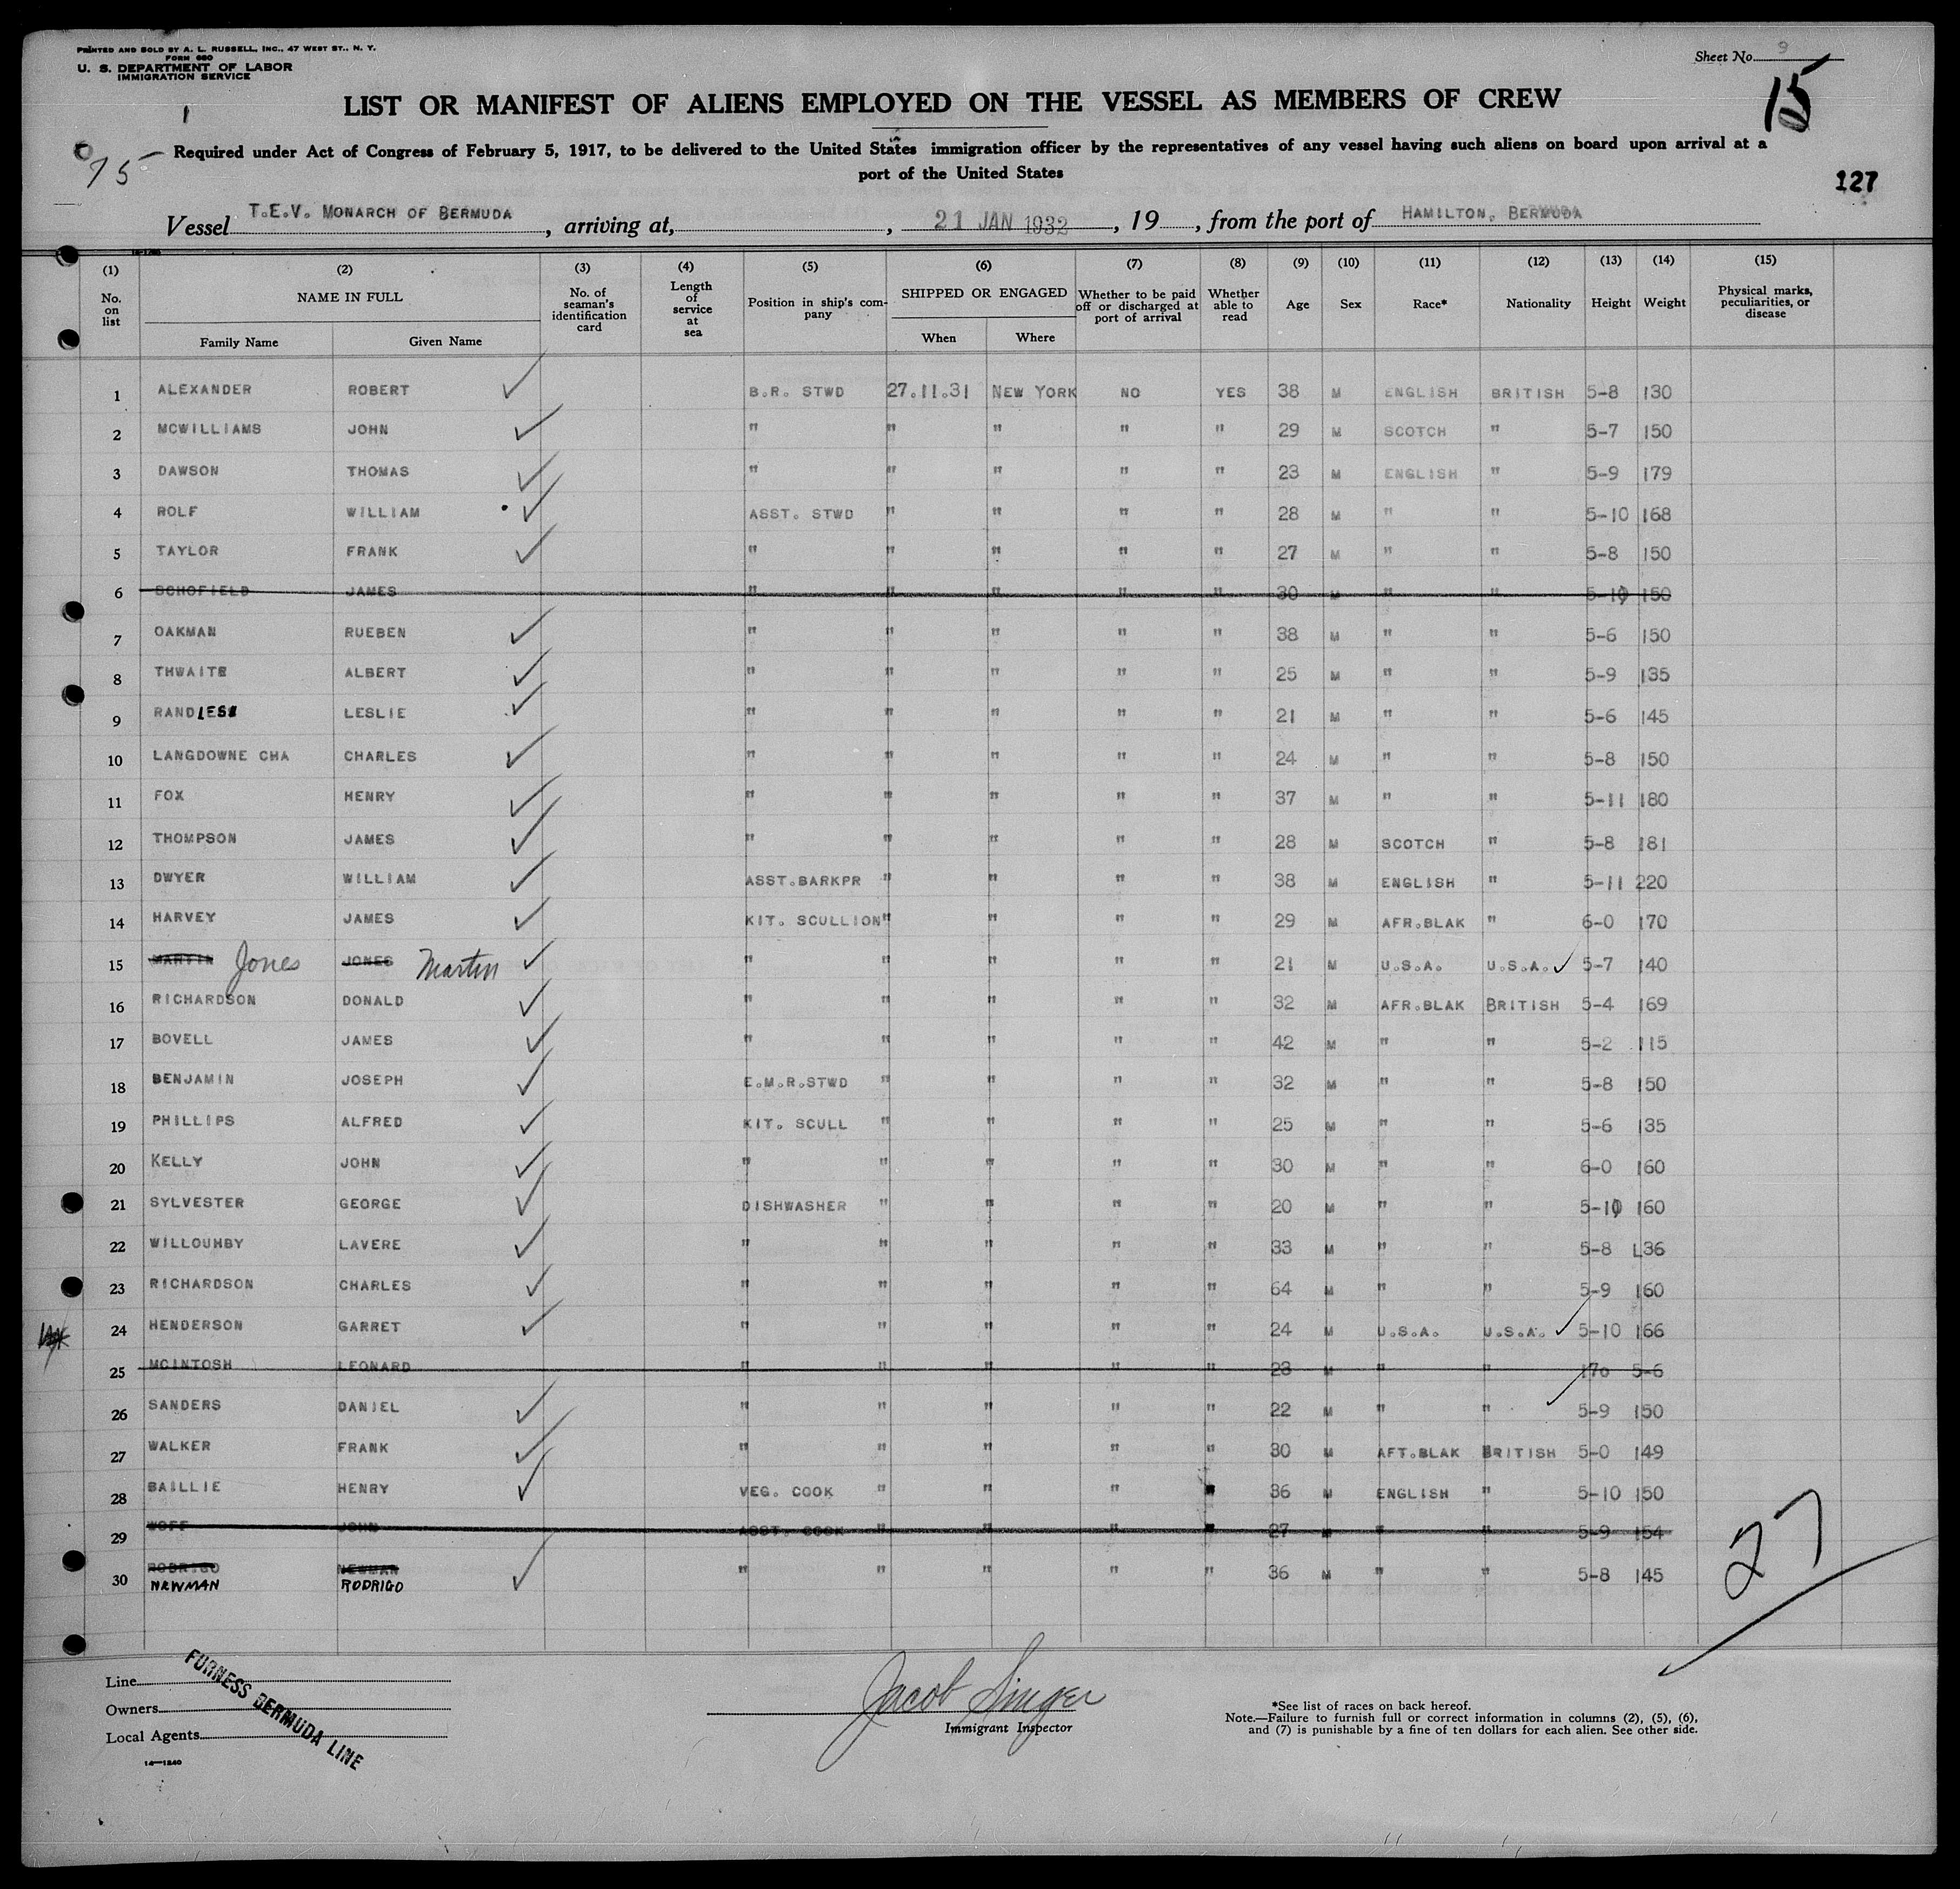 PRINTED AND SOLD BY A. L. RUSSELL, INC., 47 WEST ST., N. Y.
FORM 680
U. S. DEPARTMENT OF LABOR
IMMIGRATION SERVICE
Sheet No. 9
15
1
LIST OR MANIFEST OF ALIENS EMPLOYED ON THE VESSEL AS MEMBERS OF CREW
75
Required under Act of Congress of February 5, 1917, to be delivered to the United States immigration officer by the representatives of any vessel having such aliens on board upon arrival at a
port of the United States
127
Vessel T.E.V. MONARCH OF BERMUDA, arriving at, , 21 JAN 1932, 19 , from the port of HAMILTON, BERMUDA
(1) (2) (3) (4) (5) (6) (7) (8) (9) (10) (11) (12) (13) (14) (15)
No. on list NAME IN FULL Family Name Given Name No. of seaman's identification card Length of service at sea Position in ship's company SHIPPED OR ENGAGED When Where Whether to be paid off or discharged at port of arrival Whether able to read Age Sex Race* Nationality Height Weight Physical marks, peculiarities, or disease
1 ALEXANDER ROBERT B.R. STWD 27.11.31 NEW YORK NO YES 38 M ENGLISH BRITISH 5-8 130
2 MCWILLIAMS JOHN " " " " " 29 M SCOTCH " 5-7 150
3 DAWSON THOMAS " " " " " 23 M ENGLISH " 5-9 179
4 ROLF WILLIAM ASST. STWD " " " " 28 M " " 5-10 168
5 TAYLOR FRANK " " " " " 27 M " " 5-8 150
6 SCHOFIELD JAMES " " " " " 30 M " " 5-10 150
7 OAKMAN RUEBEN " " " " " 38 M " " 5-6 150
8 THWAITE ALBERT " " " " " 25 M " " 5-9 135
9 RANDLESS LESLIE " " " " " 21 M " " 5-6 145
10 LANGDOWNE CHA CHARLES " " " " " 24 M " " 5-8 150
11 FOX HENRY " " " " " 37 M " " 5-11 180
12 THOMPSON JAMES " " " " " 28 M SCOTCH " 5-8 181
13 DWYER WILLIAM ASST.BARKPR " " " " 38 M ENGLISH " 5-11 220
14 HARVEY JAMES KIT. SCULLION " " " " 29 M AFR.BLAK " 6-0 170
15 MARTIN Jones JONES Martin " " " " " 21 M U.S.A. U.S.A. 5-7 140
16 RICHARDSON DONALD " " " " " 32 M AFR.BLAK BRITISH 5-4 169
17 BOVELL JAMES " " " " " 42 M " " 5-2 115
18 BENJAMIN JOSEPH E.M.R.STWD " " " " 32 M " " 5-8 150
19 PHILLIPS ALFRED KIT. SCULL " " " " 25 M " " 5-6 135
20 KELLY JOHN " " " " " 30 M " " 6-0 160
21 SYLVESTER GEORGE DISHWASHER " " " " 20 M " " 5-10 160
22 WILLOUHBY LAVERE " " " " " 33 M " " 5-8 L36
23 RICHARDSON CHARLES " " " " " 64 M " " 5-9 160
24 HENDERSON GARRET " " " " " 24 M U.S.A. U.S.A. 5-10 166
25 MCINTOSH LEONARD " " " " " 23 M " " 170 5-6
26 SANDERS DANIEL " " " " " 22 M " " 5-9 150
27 WALKER FRANK " " " " " 30 M AFT.BLAK BRITISH 5-0 149
28 BAILLIE HENRY VEG. COOK " " " " 36 M ENGLISH " 5-10 150
29 WOFF JOHN ASST. COOK " " " " 27 M " " 5-9 154
30 RODRIGO NEWMAN " " " " " 36 M " " 5-8 145
NEWMAN RODRIGO
27
Line
Owners
Local Agents
FURNESS BERMUDA LINE
14—1240
Jacob Singer
Immigrant Inspector
*See list of races on back hereof.
Note.—Failure to furnish full or correct information in columns (2), (5), (6),
and (7) is punishable by a fine of ten dollars for each alien. See other side.